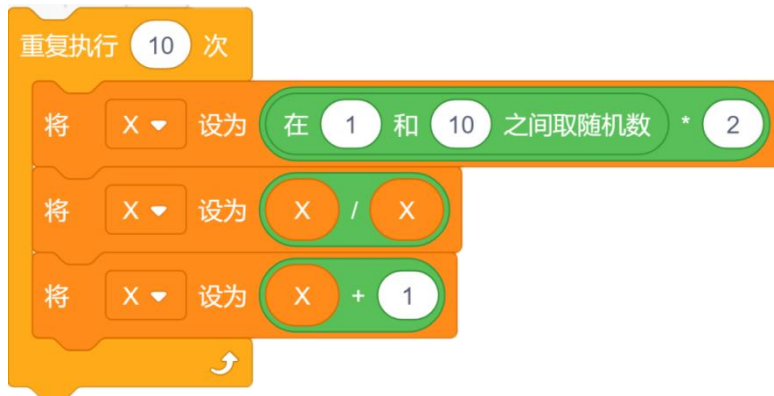 重复执行 10 次
将 X 设为 在 1 和 10 之间取随机数 * 2
将 X 设为 X / X
将 X 设为 X + 1